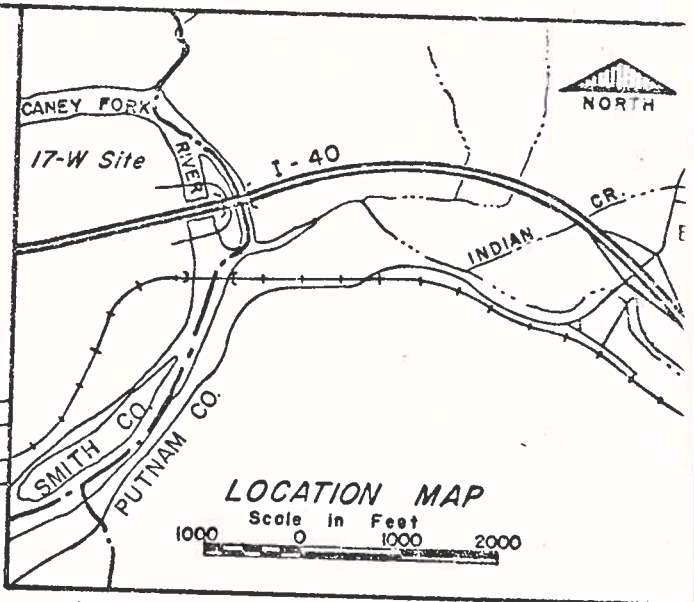 NORTH
CANEY FORK
RIVER
17-W Site
I-40
INDIAN CR.
E
SMITH CO.
PUTNAM CO.
LOCATION MAP
Scale in Feet
1000 0 1000 2000